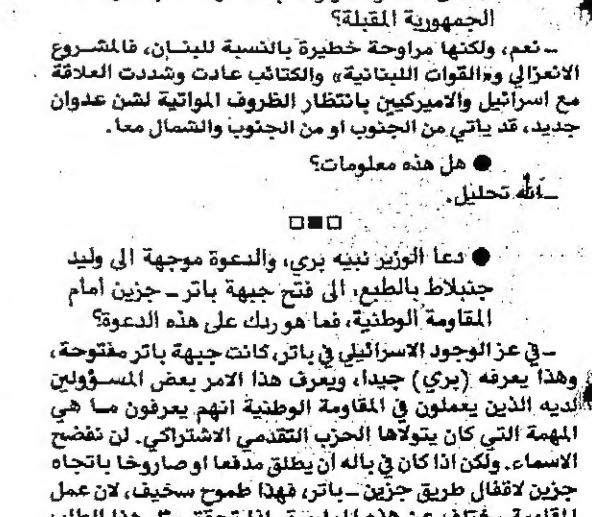 الجمهورية المقبلة؟
ـ نعم، ولكنها مراوحة خطيرة بالنسبة للبنان، فالمشروع
الانعزالي و«القوات اللبنانية» والكتائب عادت وشددت العلاقة
مع اسرائيل والاميركيين بانتظار الظروف المواتية لشن عدوان
جديد، قد ياتي من الجنوب او من الجنوب والشمال معا.
● هل هذه معلومات؟
ـ انه تحليل.
□■□
● دعا الوزير نبيه بري، والدعوة موجهة الى وليد
جنبلاط بالطبع، الى فتح جبهة باتر ـ جزين أمام
المقاومة الوطنية، فما هو ردك على هذه الدعوة؟
ـ في عز الوجود الاسرائيلي في باتر، كانت جبهة باتر مفتوحة،
وهذا يعرفه (بري) جيدا، ويعرف هذا الامر بعض المسؤولين
لديه الذين يعملون في المقاومة الوطنية انهم يعرفون ما هي
المهمة التي كان يتولاها الحزب التقدمي الاشتراكي. لن نفضح
الاسماء. ولكن اذا كان في باله ان يطلق مدفعا او صاروخا باتجاه
جزين لاقفال طريق جزين ـ باتر، فهذا طموح سخيف، لان عمل